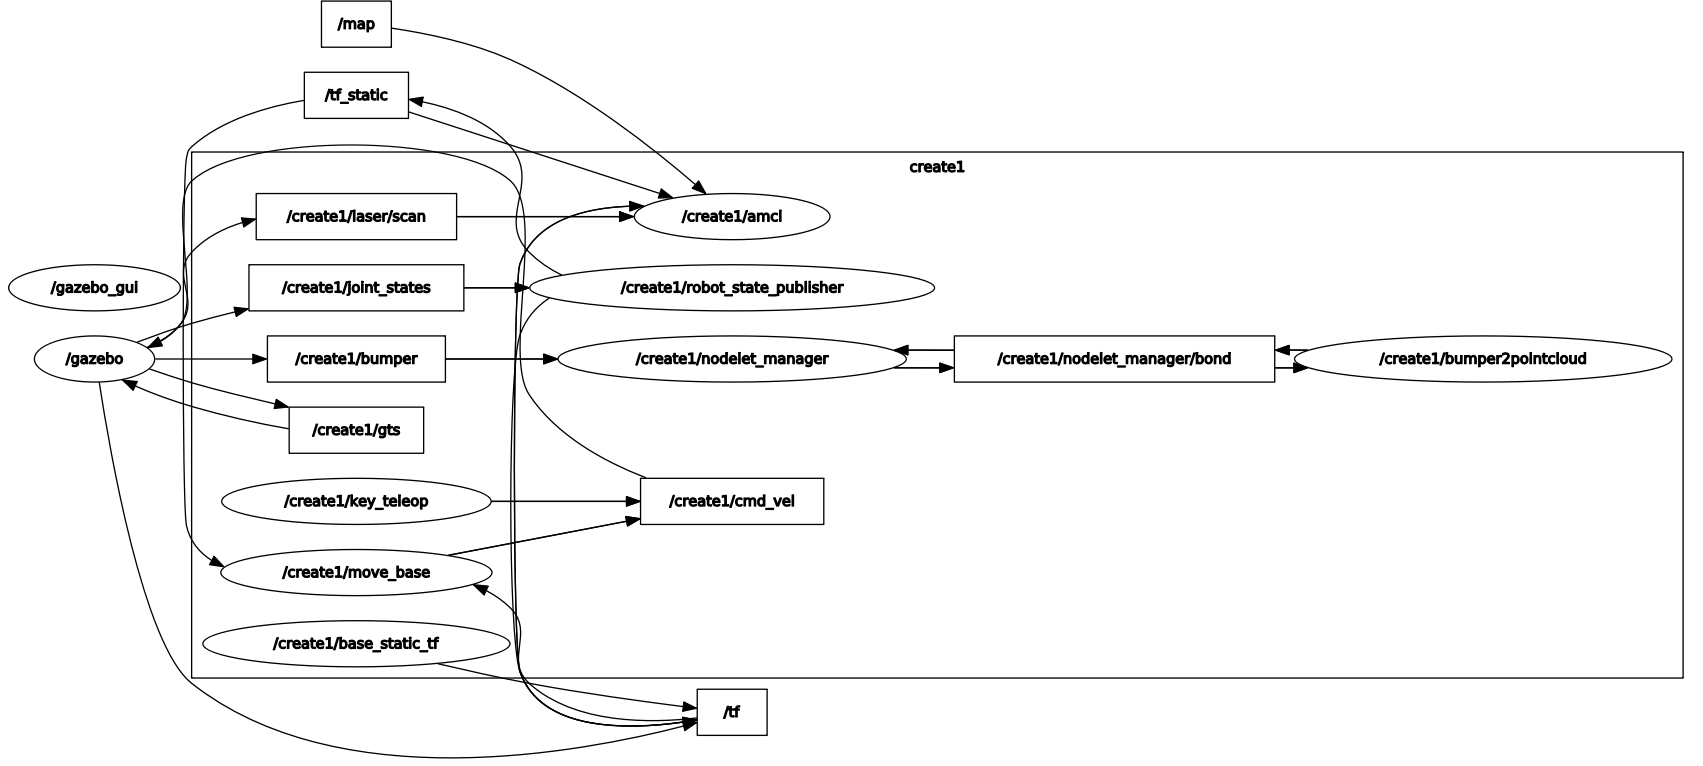 /map
/tf_static
create1
/create1/laser/scan
/create1/amcl
/gazebo_gui
/create1/joint_states
/create1/robot_state_publisher
/gazebo
/create1/bumper
/create1/nodelet_manager
/create1/nodelet_manager/bond
/create1/bumper2pointcloud
/create1/gts
/create1/key_teleop
/create1/cmd_vel
/create1/move_base
/create1/base_static_tf
/tf